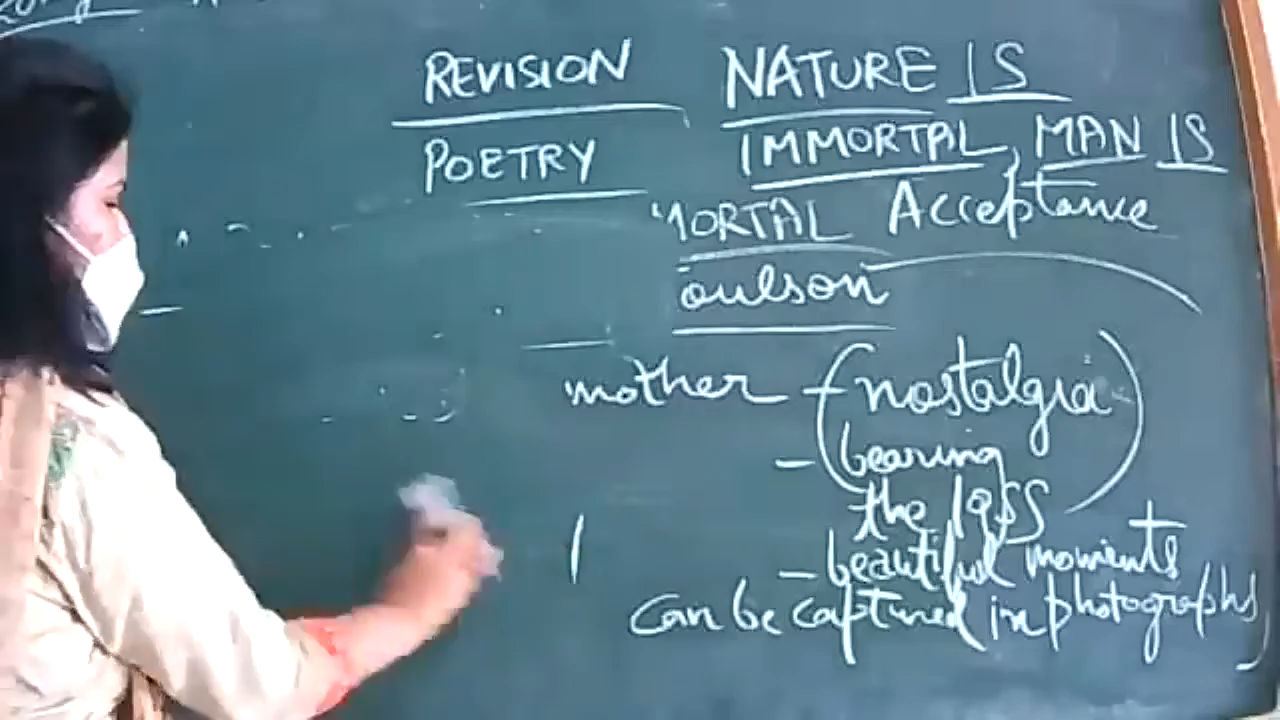 REVISION
POETRY
NATURE IS
IMMORTAL, MAN IS
MORTAL Acceptance
oulson
mother - (nostalgia)
- bearing
the loss
- beautiful moments
can be captured in photographs